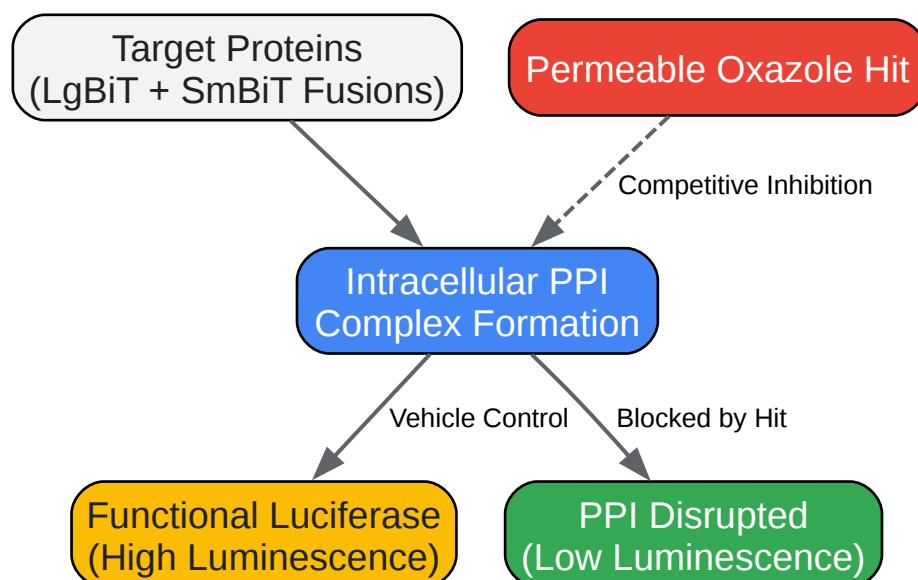 Target Proteins
(LgBiT + SmBiT Fusions)
Permeable Oxazole Hit
Competitive Inhibition
Intracellular PPI
Complex Formation
Vehicle Control
Blocked by Hit
Functional Luciferase
(High Luminescence)
PPI Disrupted
(Low Luminescence)